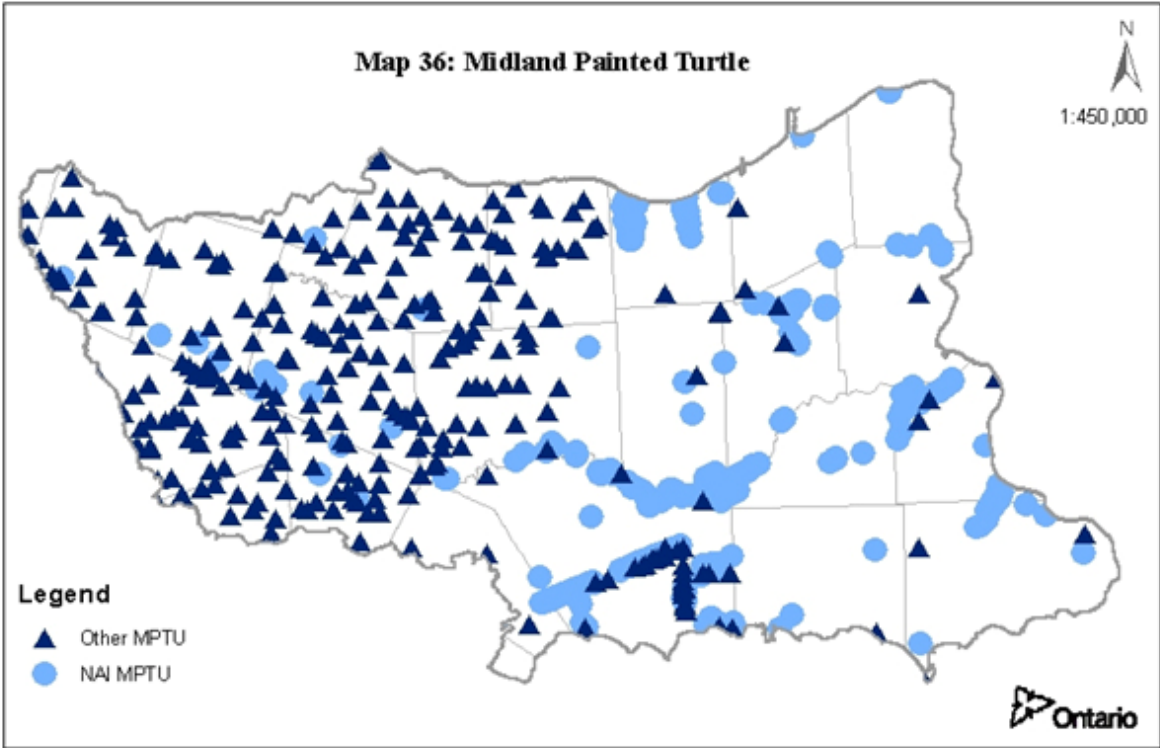 Map 36: Midland Painted Turtle
N
1:450,000
Legend
Other MPTU
NAI MPTU
Ontario